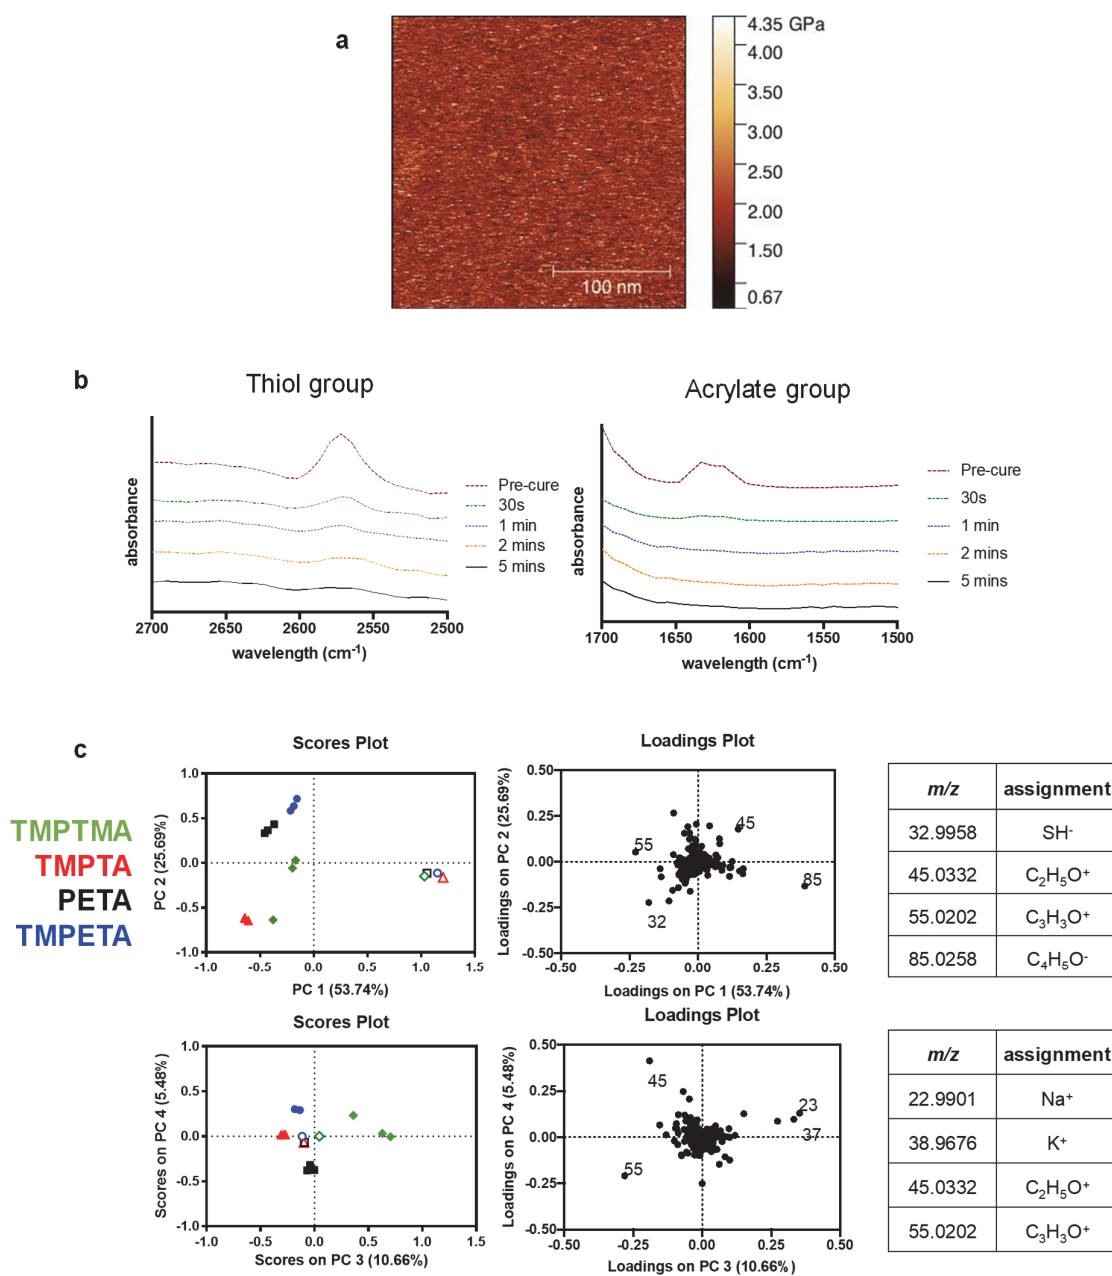 a
4.35 GPa
4.00
3.50
3.00
2.50
2.00
1.50
0.67
100 nm
b
Thiol group
absorbance
Pre-cure
30s
1 min
2 mins
5 mins
2700 2650 2600 2550 2500
wavelength (cm⁻¹)
Acrylate group
absorbance
Pre-cure
30s
1 min
2 mins
5 mins
1700 1650 1600 1550 1500
wavelength (cm⁻¹)
c
TMPTMA
TMPTA
PETA
TMPETA
Scores Plot
PC 2 (25.69%)
1.0
0.5
0.0
-0.5
-1.0
-1.0 -0.5 0.0 0.5 1.0 1.5
PC 1 (53.74%)
Loadings Plot
Loadings on PC 2 (25.69%)
0.50
0.25
0.00
-0.25
-0.50
45
55
85
32
-0.50 -0.25 0.00 0.25 0.50
Loadings on PC 1 (53.74%)
m/z assignment
32.9958 SH⁻
45.0332 C₂H₅O⁺
55.0202 C₃H₃O⁺
85.0258 C₄H₅O⁻
Scores Plot
Scores on PC 4 (5.48%)
1.0
0.5
0.0
-0.5
-1.0
-1.0 -0.5 0.0 0.5 1.0 1.5
Scores on PC 3 (10.66%)
Loadings Plot
Loadings on PC 4 (5.48%)
0.50
0.25
0.00
-0.25
-0.50
45
23
37
55
-0.50 -0.25 0.00 0.25 0.50
Loadings on PC 3 (10.66%)
m/z assignment
22.9901 Na⁺
38.9676 K⁺
45.0332 C₂H₅O⁺
55.0202 C₃H₃O⁺